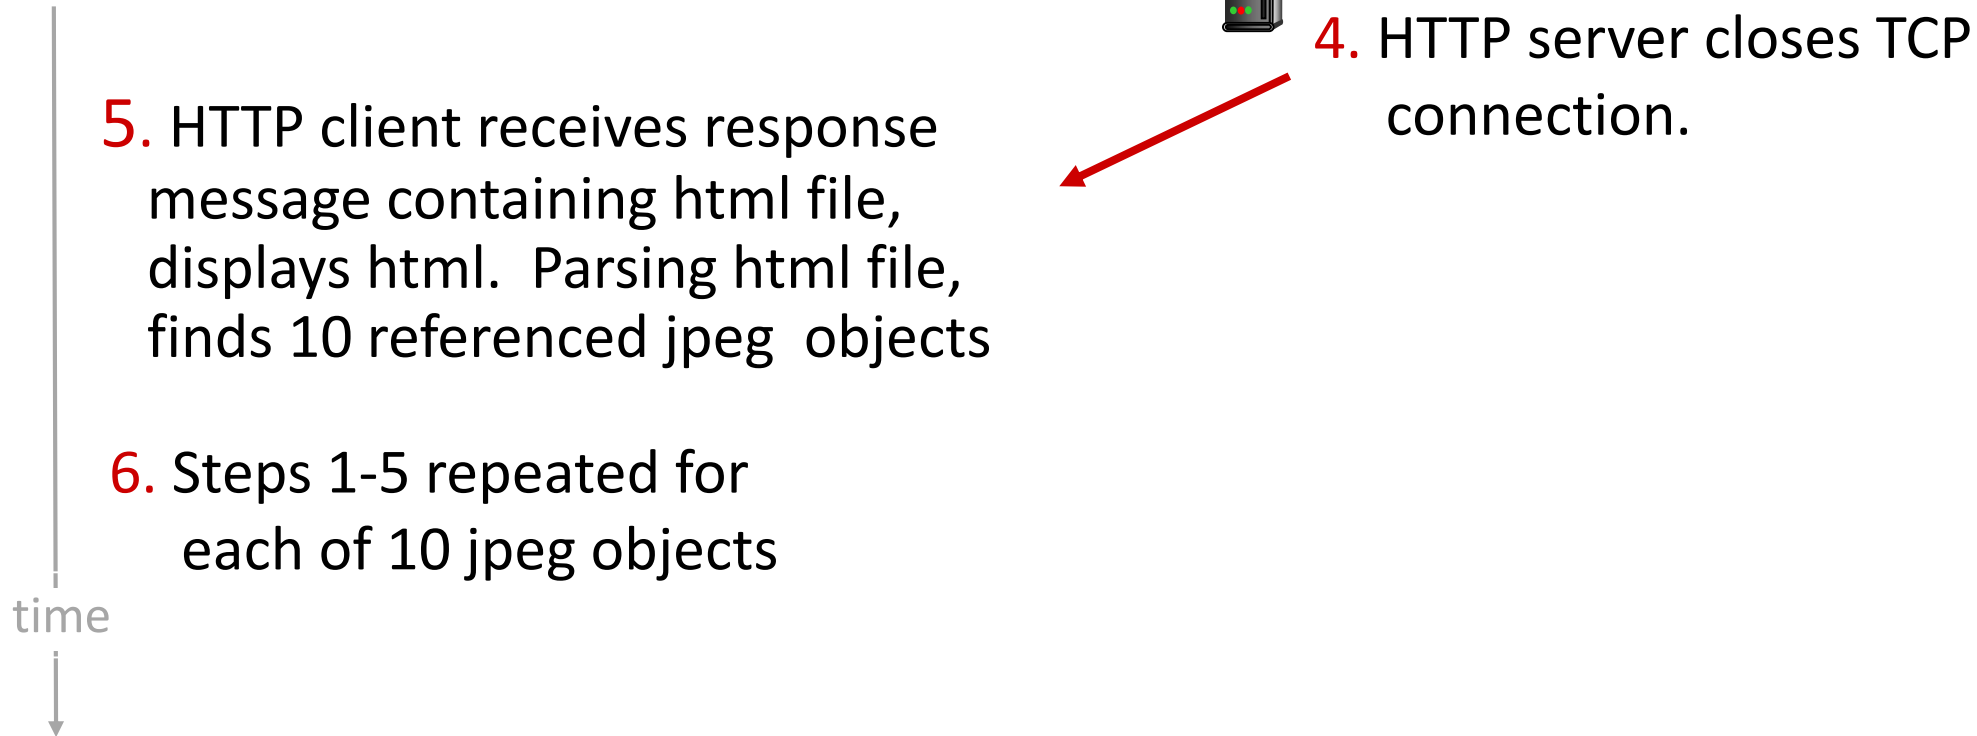 4. HTTP server closes TCP
connection.
5. HTTP client receives response
message containing html file,
displays html.  Parsing html file,
finds 10 referenced jpeg  objects
6. Steps 1-5 repeated for
each of 10 jpeg objects
time